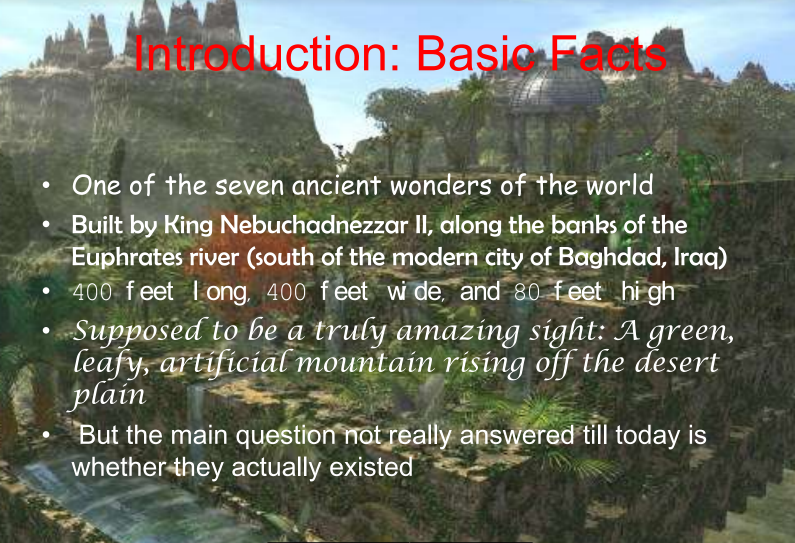 Introduction: Basic Facts
• One of the seven ancient wonders of the world
• Built by King Nebuchadnezzar II, along the banks of the
Euphrates river (south of the modern city of Baghdad, Iraq)
• 400 feet long, 400 feet wide, and 80 feet high
• Supposed to be a truly amazing sight: A green,
leafy, artificial mountain rising off the desert
plain
• But the main question not really answered till today is
whether they actually existed